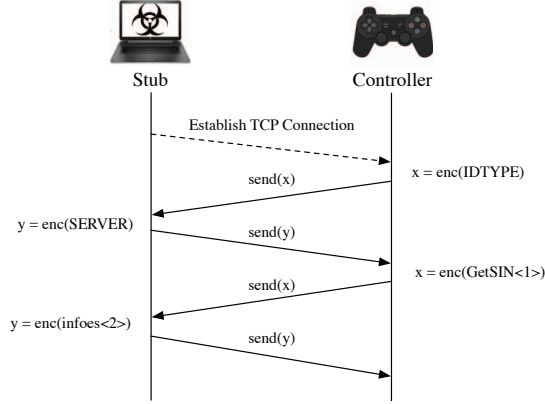 Stub
Controller
Establish TCP Connection
x = enc(IDTYPE)
send(x)
y = enc(SERVER)
send(y)
x = enc(GetSIN<1>)
send(x)
y = enc(infoes<2>)
send(y)